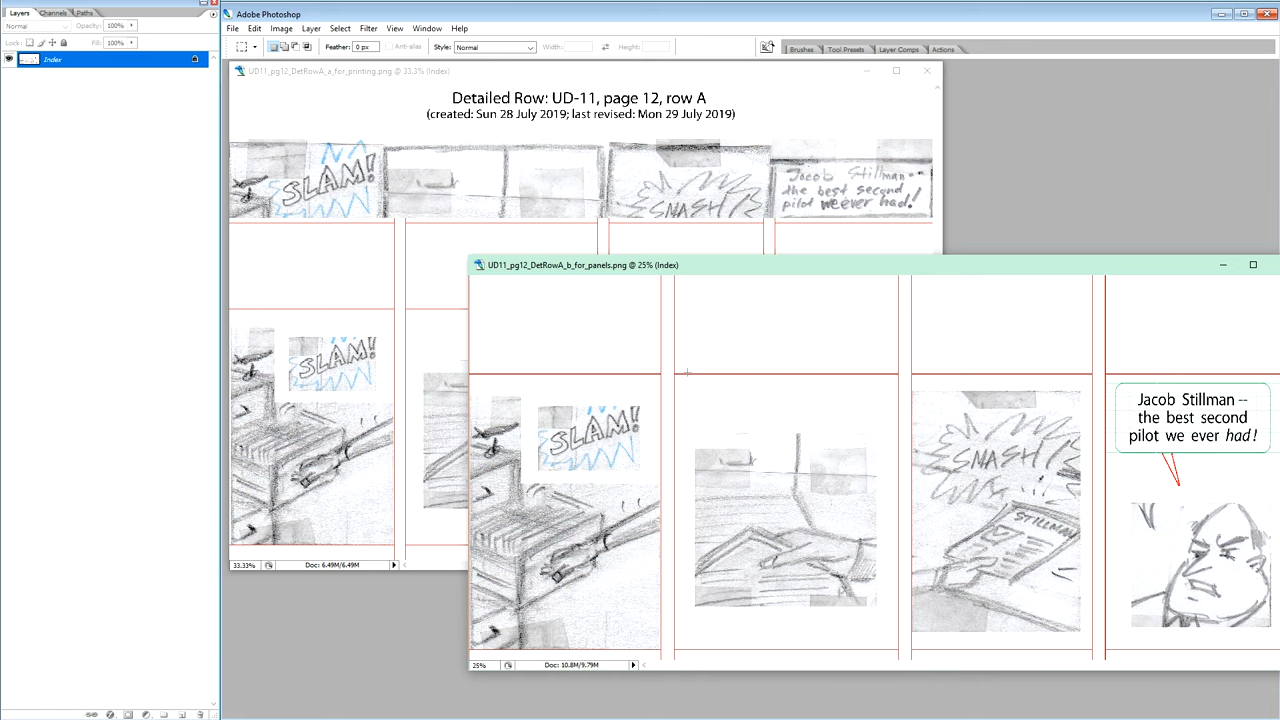 Layers Channels Paths
Normal Opacity: 100%
Lock: Fill: 100%
Index
Adobe Photoshop
File Edit Image Layer Select Filter View Window Help
Feather: 0 px Anti-alias Style: Normal Width: Height: Brushes Tool Presets Layer Comps Actions
UD11_pg12_DetRowA_a_for_printing.png @ 33.3% (Index)
Detailed Row: UD-11, page 12, row A
(created: Sun 28 July 2019; last revised: Mon 29 July 2019)
SLAM!
SNASH!
Jacob Stillman--
the best second
pilot we ever had!
SLAM!
33.33% Doc: 6.49M/6.49M
UD11_pg12_DetRowA_b_for_panels.png @ 25% (Index)
SLAM!
SNASH!
STILLMAN
Jacob Stillman --
the best second
pilot we ever had!
25% Doc: 10.8M/9.79M